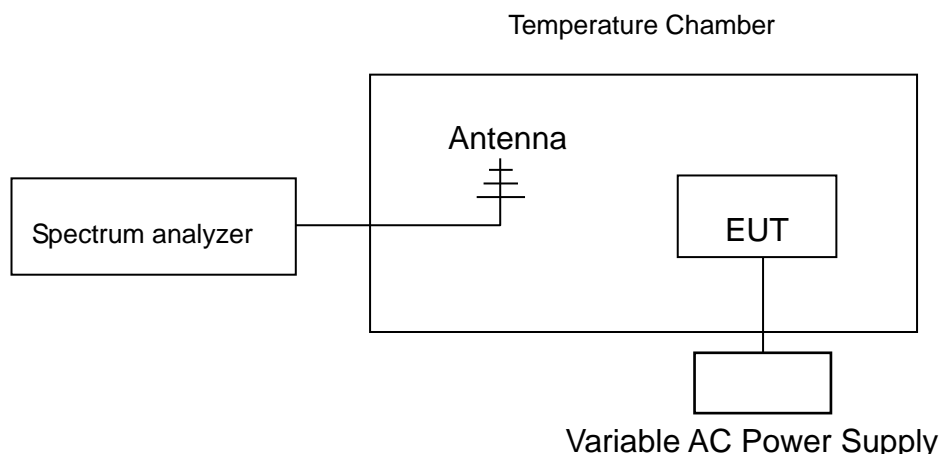 Temperature Chamber
Antenna
Spectrum analyzer
EUT
Variable AC Power Supply